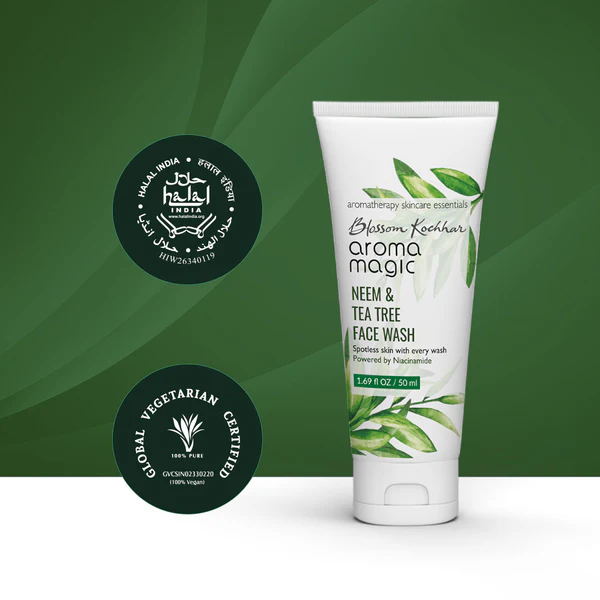 HALAL INDIA • हलाल इंडिया • حلال انڈیا • حلال الهند •
حلال
halal
INDIA
www.halalindia.org
HIW26340119
GLOBAL VEGETARIAN CERTIFIED
100% PURE
GVCSIN02330220
(100% Vegan)
aromatherapy skincare essentials
Blossom Kochhar
aroma
magic
NEEM &
TEA TREE
FACE WASH
Spotless skin with every wash
Powered by Niacinamide
1.69 fl OZ / 50 ml